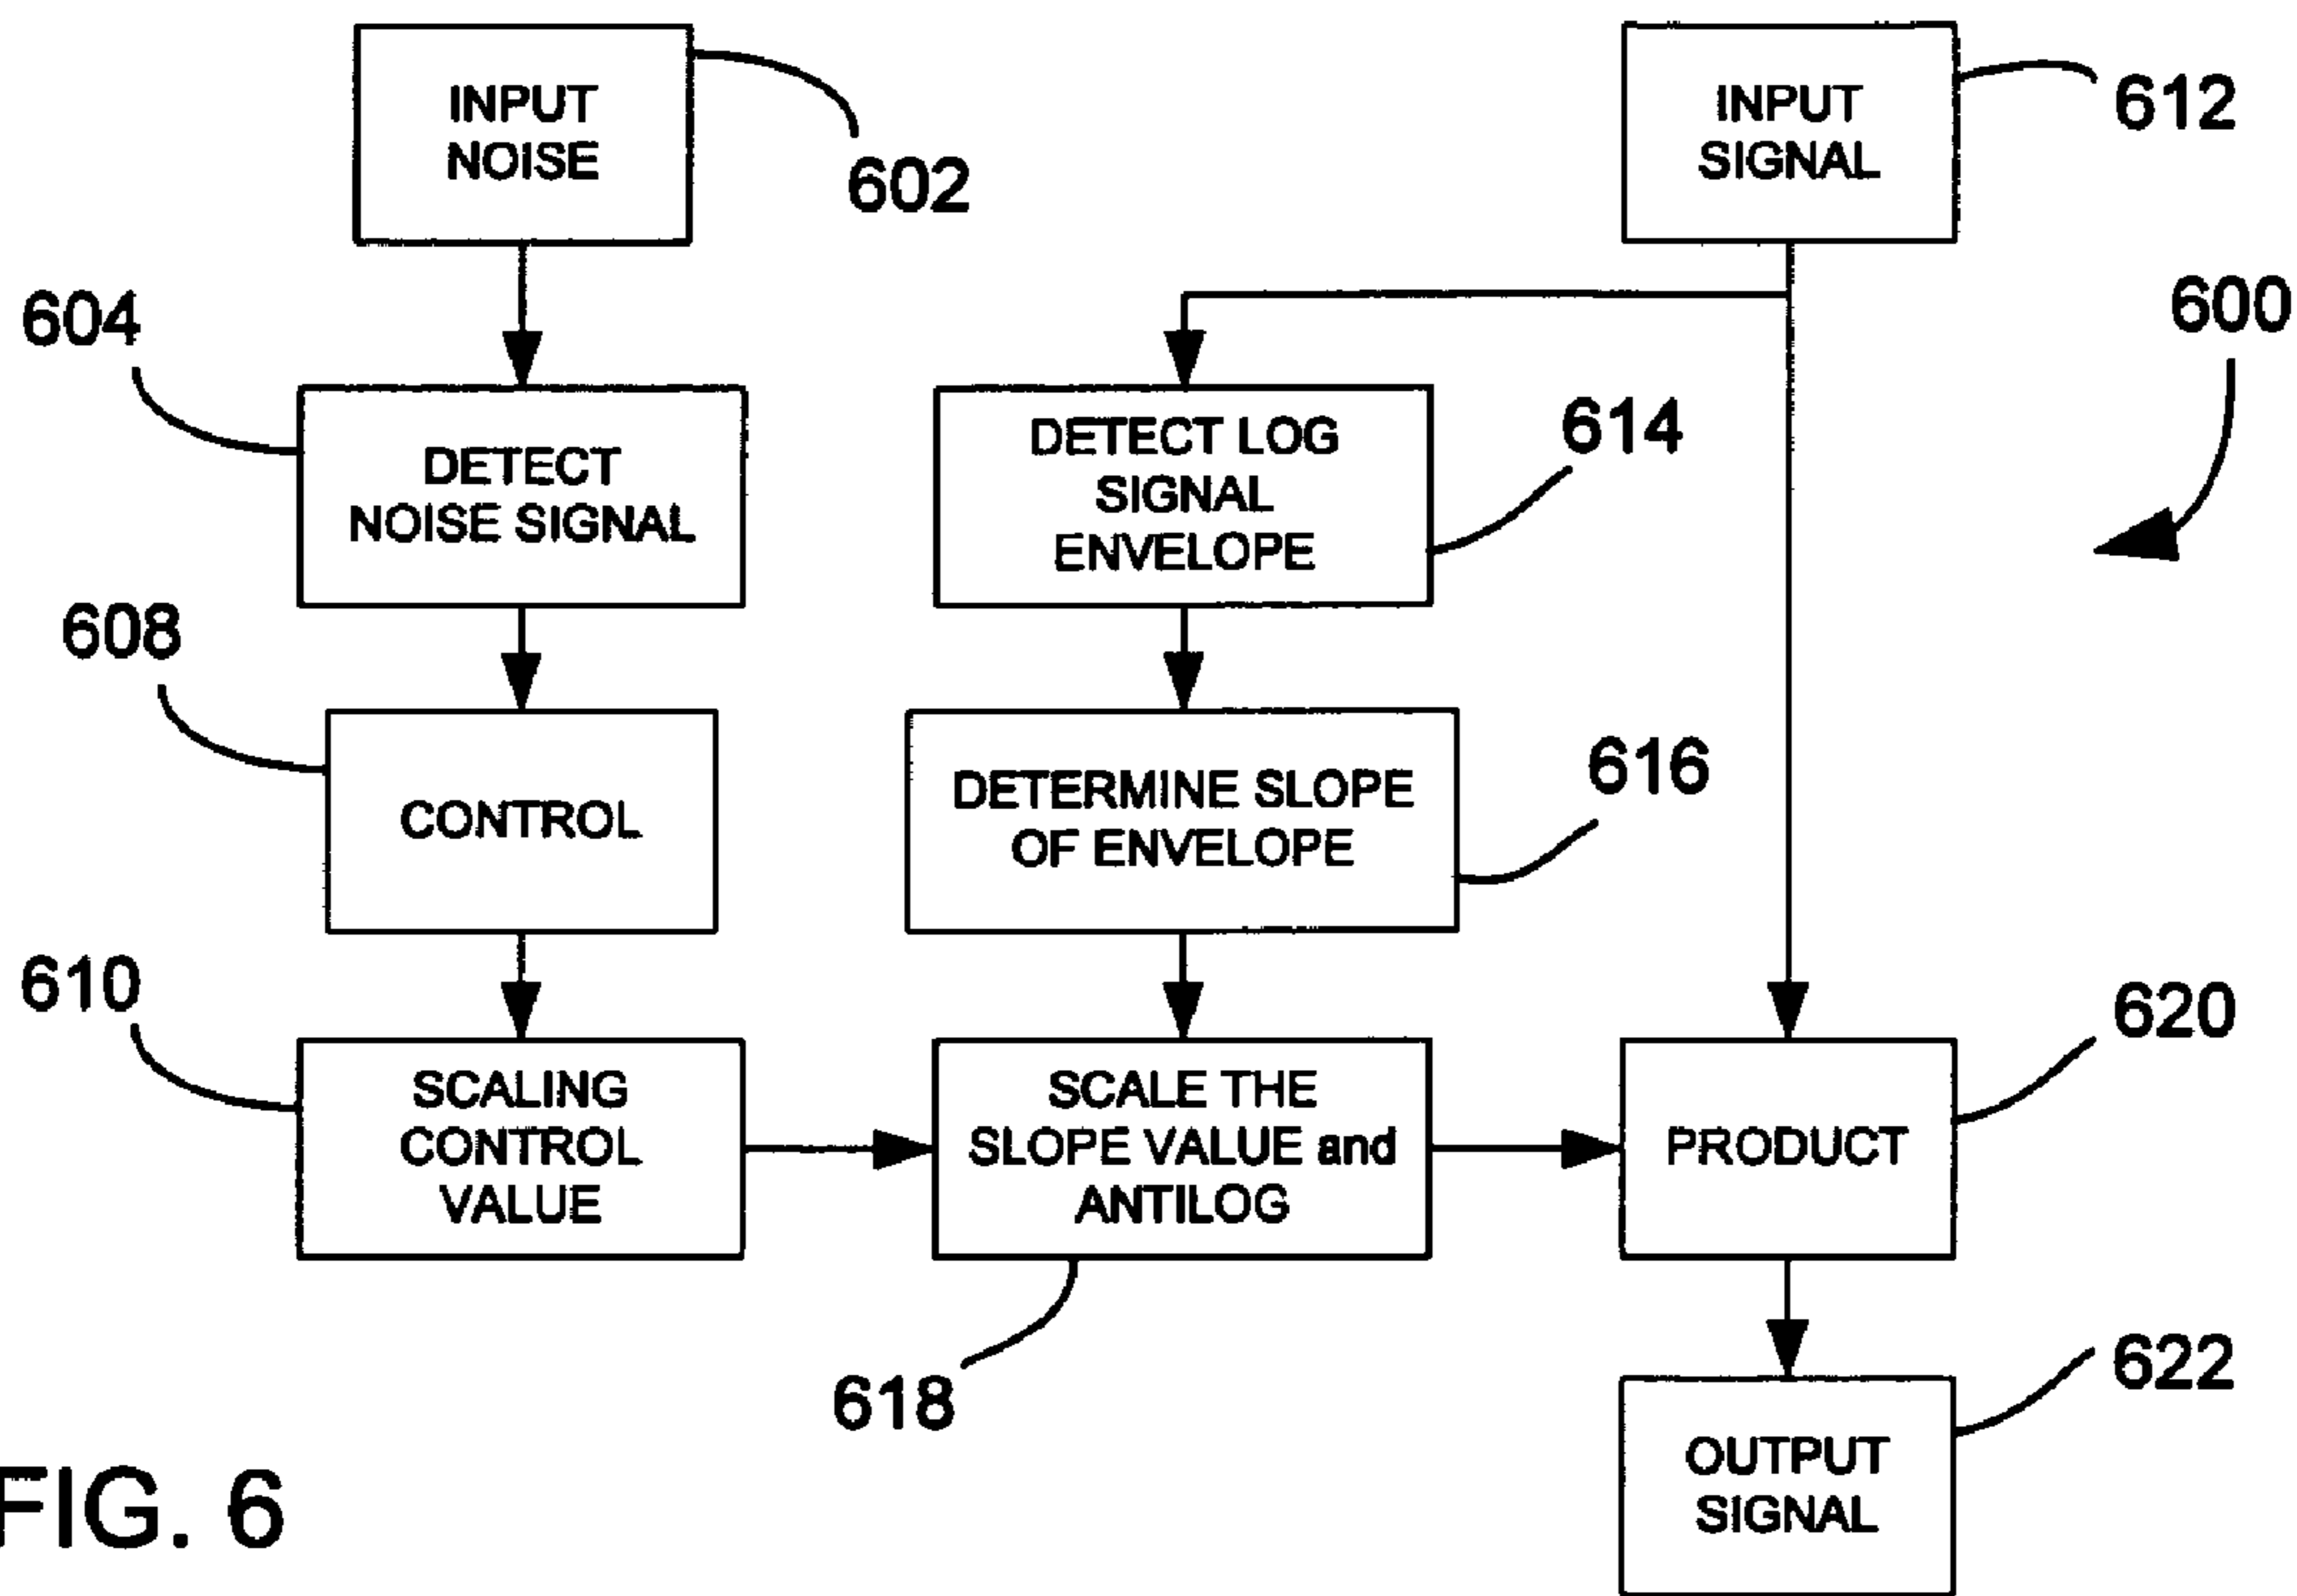 INPUT
NOISE
602
INPUT
SIGNAL
612
600
604
DETECT
NOISE SIGNAL
DETECT LOG
SIGNAL
ENVELOPE
614
608
CONTROL
DETERMINE SLOPE
OF ENVELOPE
616
610
SCALING
CONTROL
VALUE
SCALE THE
SLOPE VALUE and
ANTILOG
618
PRODUCT
620
OUTPUT
SIGNAL
622
FIG. 6